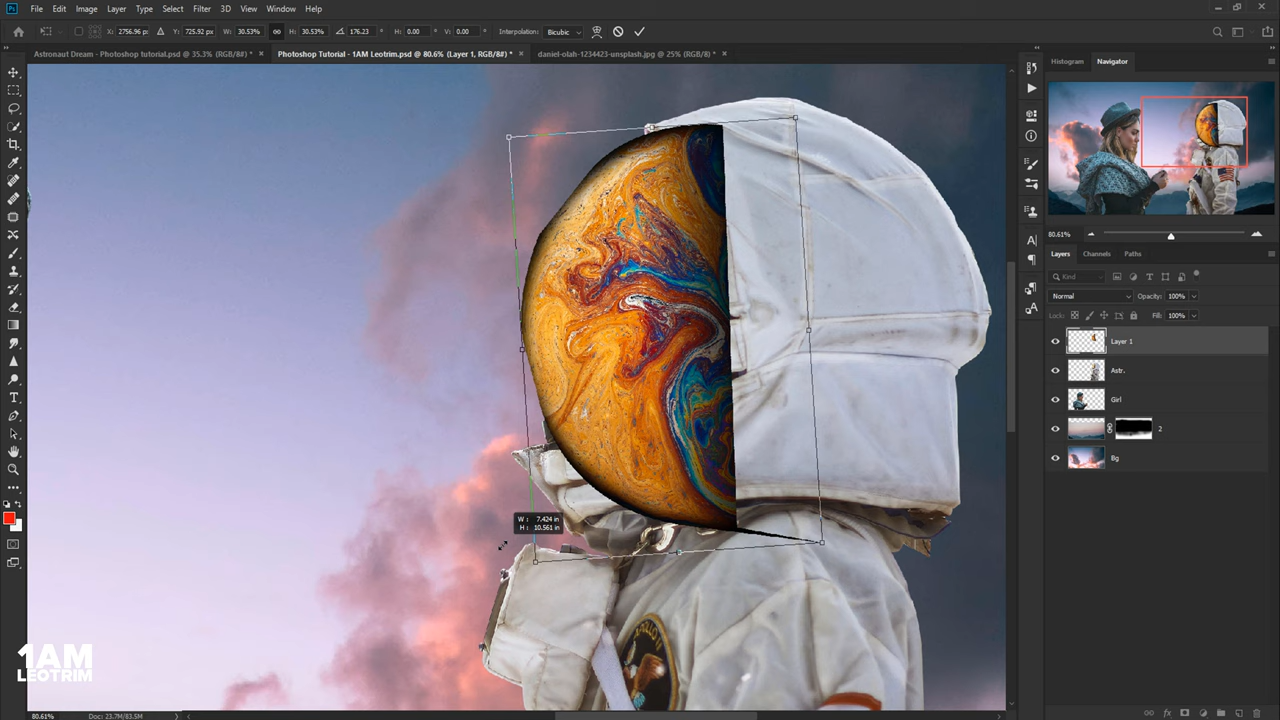 Ps File Edit Image Layer Type Select Filter 3D View Window Help
X: 2756.96 px Y: 725.92 px W: 30.53% H: 30.53% 176.23 H: 0.00 V: 0.00 Interpolation: Bicubic
Astronaut Dream - Photoshop tutorial.psd @ 35.3% (RGB/8#) * × Photoshop Tutorial - 1AM Leotrim.psd @ 80.6% (Layer 1, RGB/8#) * × daniel-olah-1234423-unsplash.jpg @ 25% (RGB/8) * ×
Histogram Navigator
80.61%
Layers Channels Paths
Kind
Normal Opacity: 100%
Lock: Fill: 100%
Layer 1
Astr.
Girl
2
Bg
W: 7.424 in
H: 10.561 in
1AM
LEOTRIM
80.61% Doc: 23.7M/83.5M